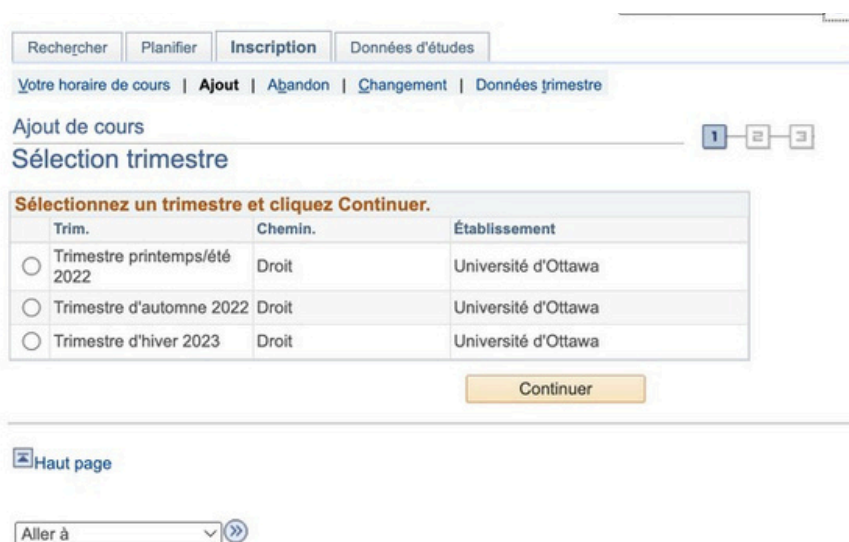 Rechercher Planifier Inscription Données d'études
Votre horaire de cours | Ajout | Abandon | Changement | Données trimestre
Ajout de cours
1 2 3
Sélection trimestre
Sélectionnez un trimestre et cliquez Continuer.
Trim. Chemin. Établissement
Trimestre printemps/été
2022 Droit Université d'Ottawa
Trimestre d'automne 2022 Droit Université d'Ottawa
Trimestre d'hiver 2023 Droit Université d'Ottawa
Continuer
Haut page
Aller à